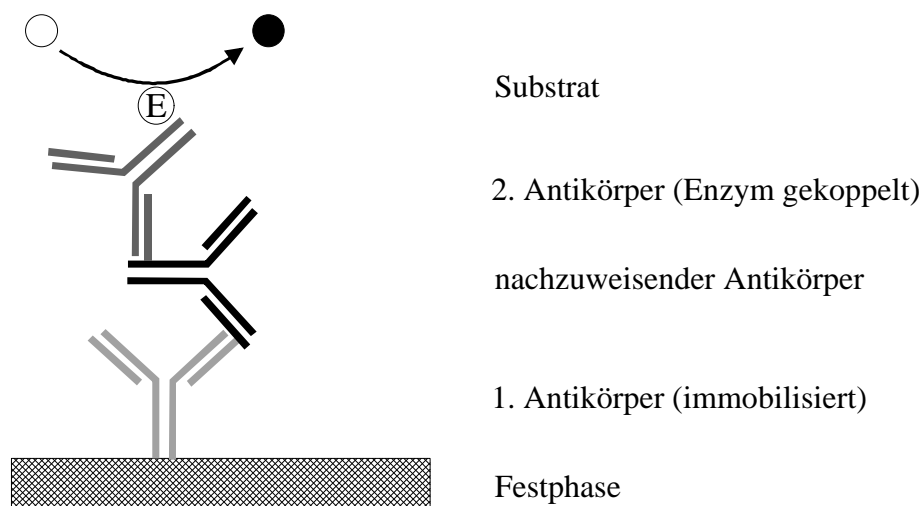 E
Substrat
2. Antikörper (Enzym gekoppelt)
nachzuweisender Antikörper
1. Antikörper (immobilisiert)
Festphase